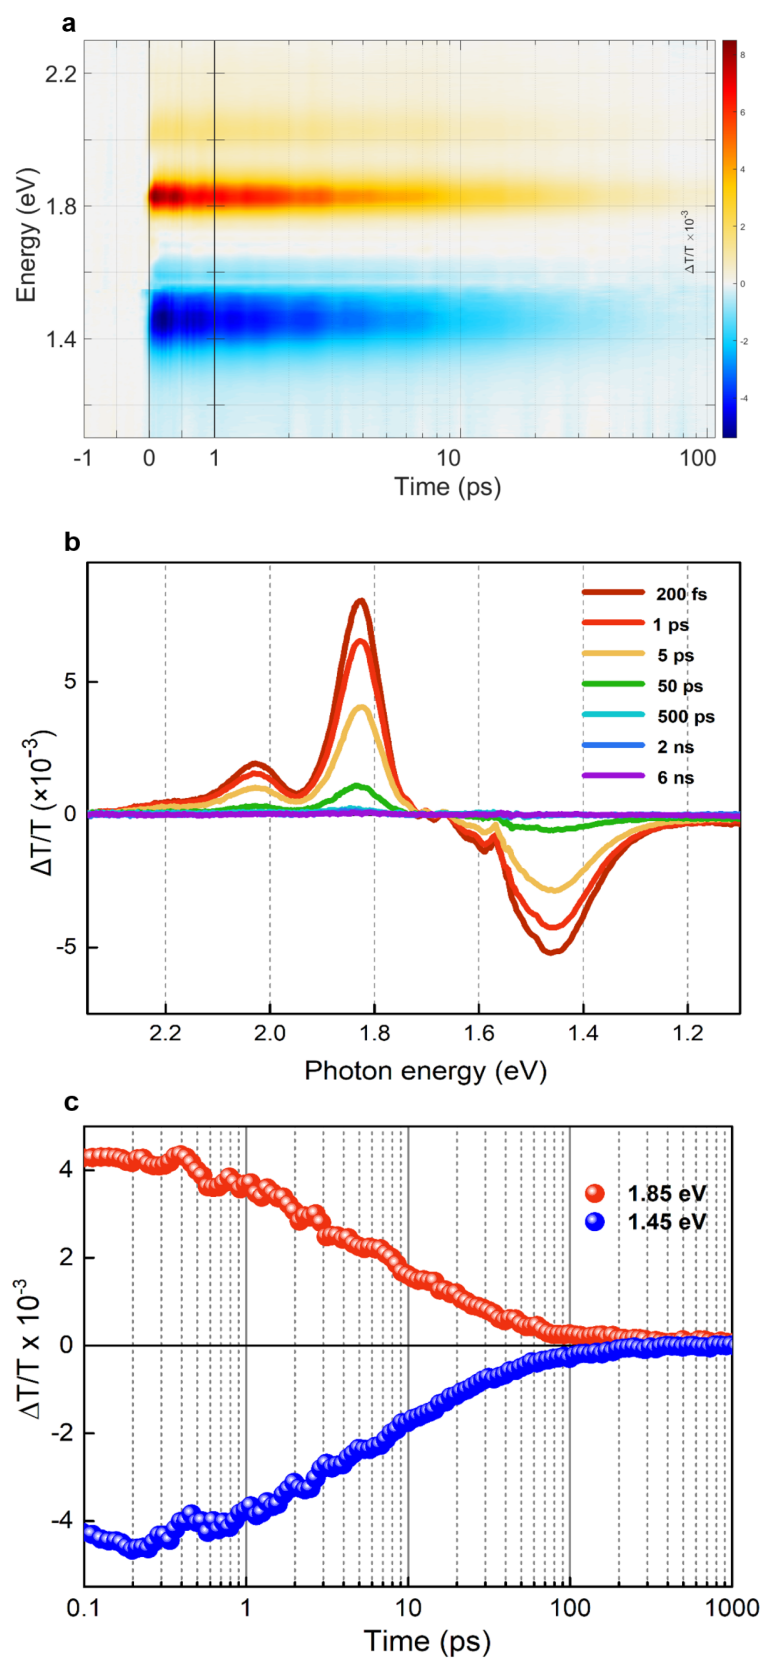 a
Energy (eV)
2.2
1.8
1.4
-1 0 1 10 100
Time (ps)
8
6
4
2
0
-2
-4
ΔT/T ×10⁻³
b
ΔT/T (×10⁻³)
5
0
-5
200 fs
1 ps
5 ps
50 ps
500 ps
2 ns
6 ns
2.2 2.0 1.8 1.6 1.4 1.2
Photon energy (eV)
c
ΔT/T x 10⁻³
4
2
0
-2
-4
1.85 eV
1.45 eV
0.1 1 10 100 1000
Time (ps)